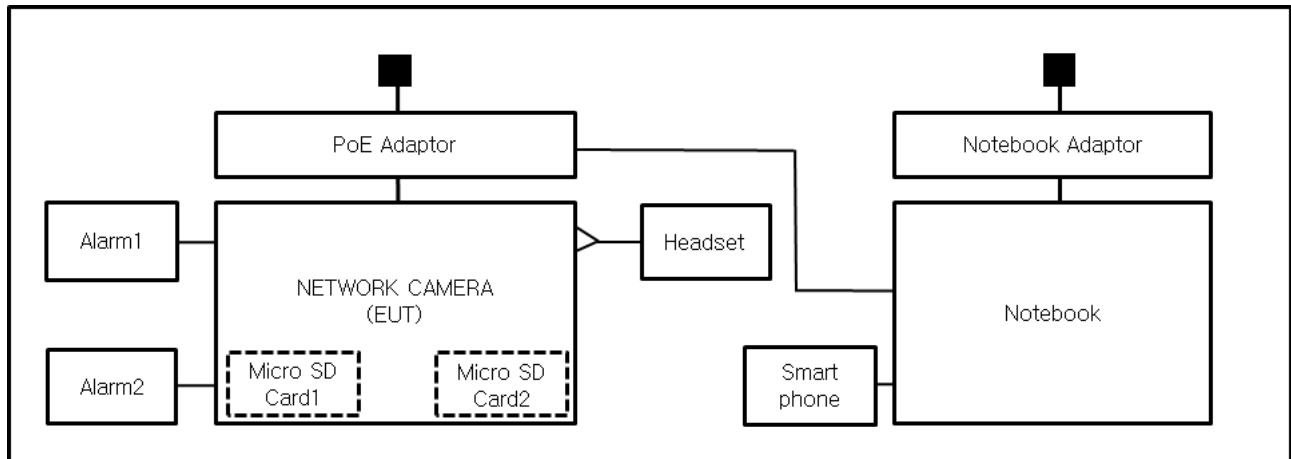 PoE Adaptor
Notebook Adaptor
Alarm1
Headset
NETWORK CAMERA
(EUT)
Notebook
Alarm2
Micro SD
Card1
Micro SD
Card2
Smart
phone